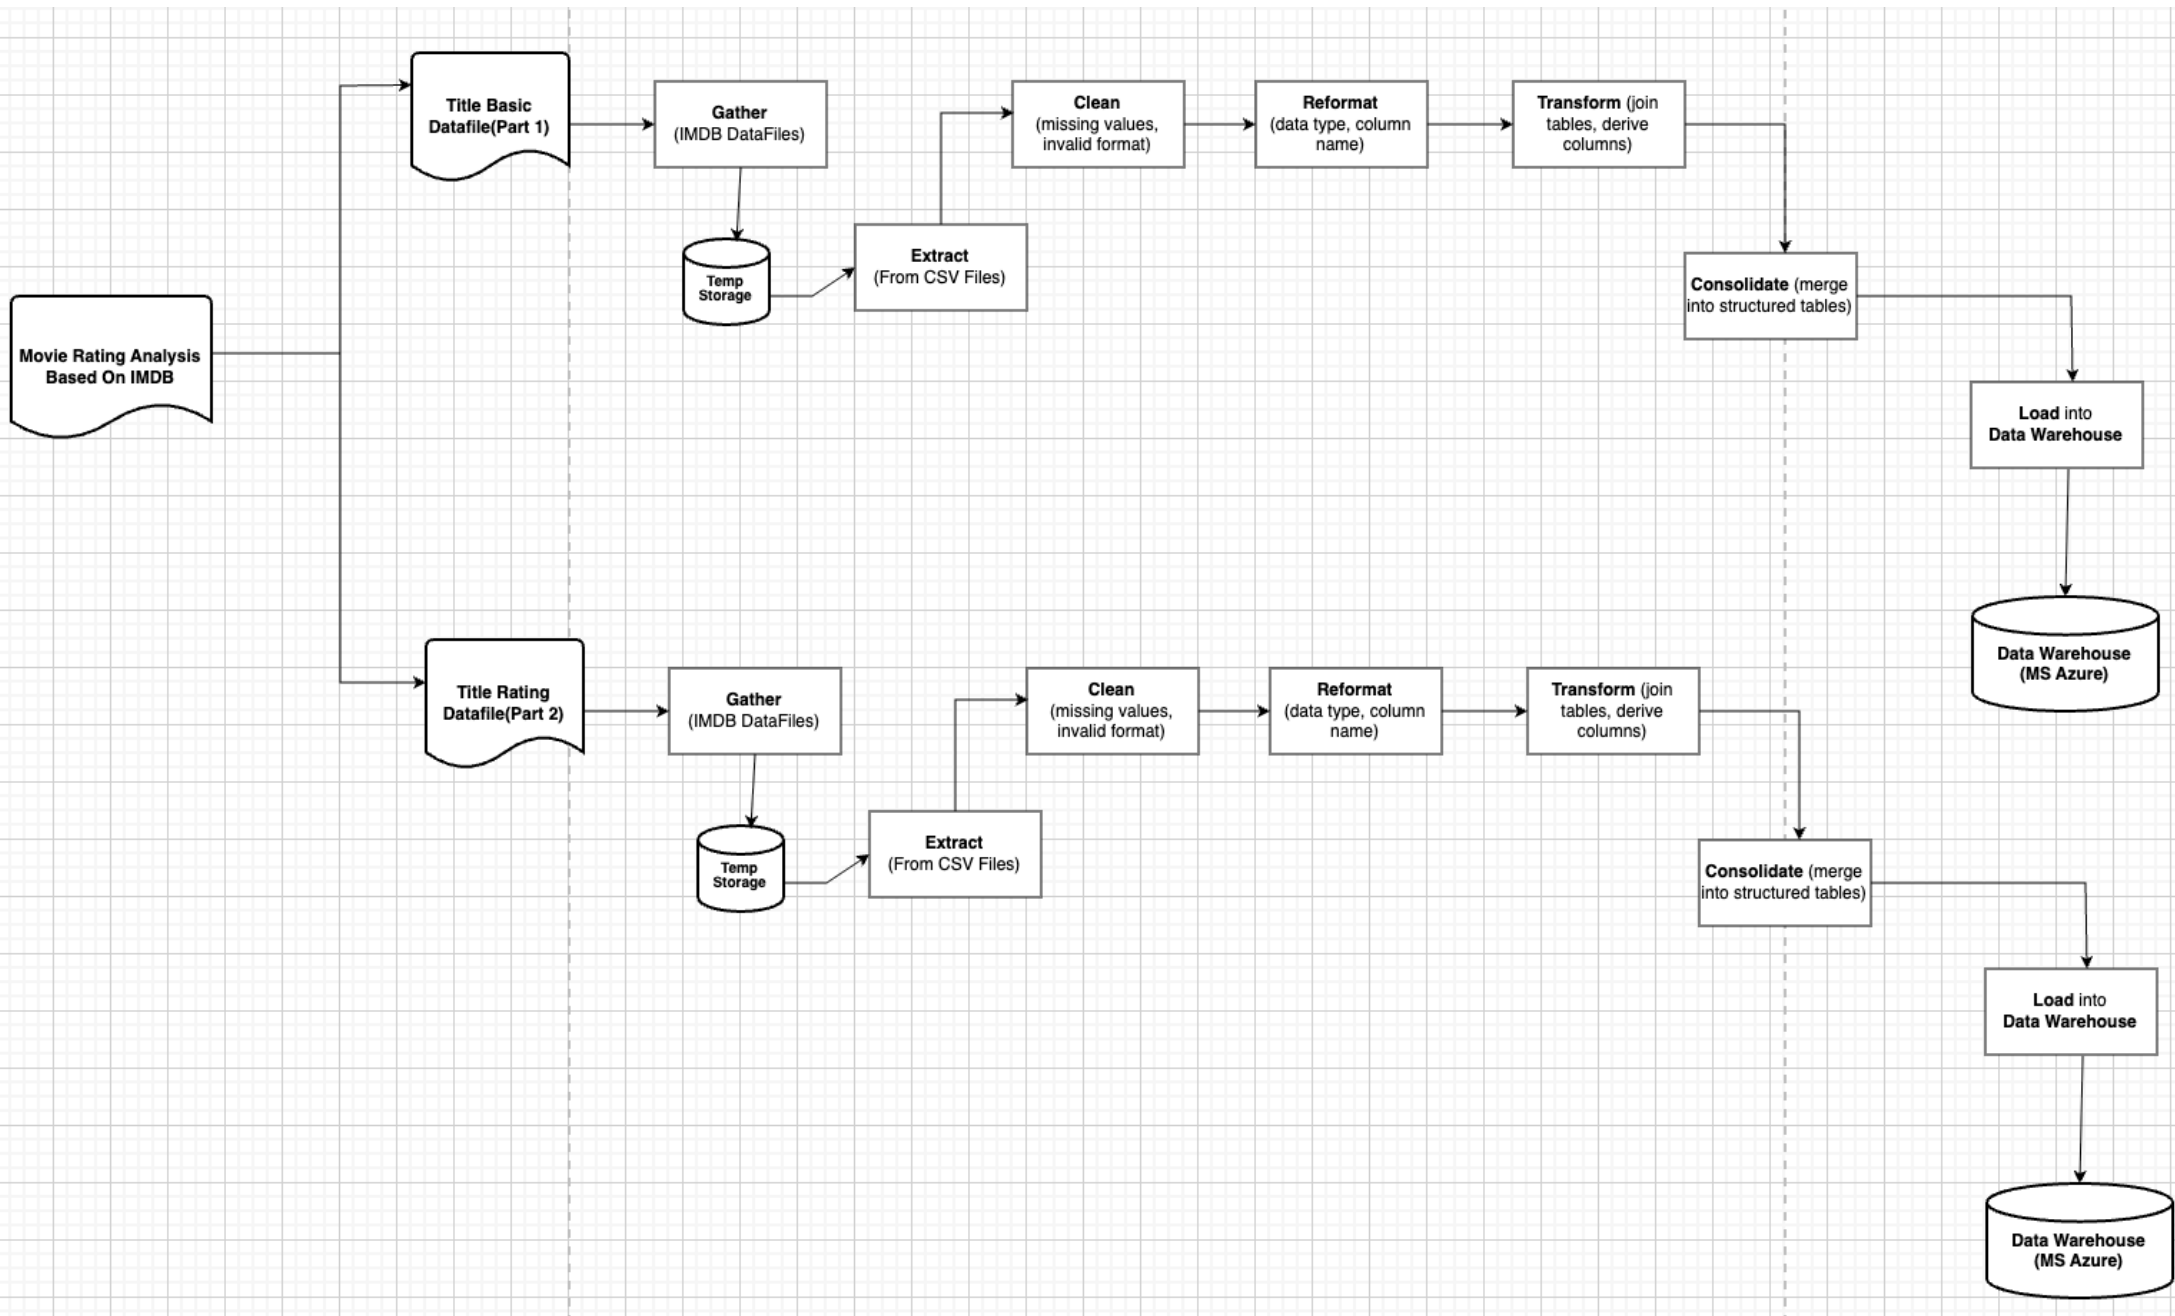 Movie Rating Analysis
Based On IMDB
Title Basic
Datafile(Part 1)
Gather
(IMDB DataFiles)
Temp
Storage
Extract
(From CSV Files)
Clean
(missing values,
invalid format)
Reformat
(data type, column
name)
Transform (join
tables, derive
columns)
Consolidate (merge
into structured tables)
Load into
Data Warehouse
Data Warehouse
(MS Azure)
Title Rating
Datafile(Part 2)
Gather
(IMDB DataFiles)
Temp
Storage
Extract
(From CSV Files)
Clean
(missing values,
invalid format)
Reformat
(data type, column
name)
Transform (join
tables, derive
columns)
Consolidate (merge
into structured tables)
Load into
Data Warehouse
Data Warehouse
(MS Azure)